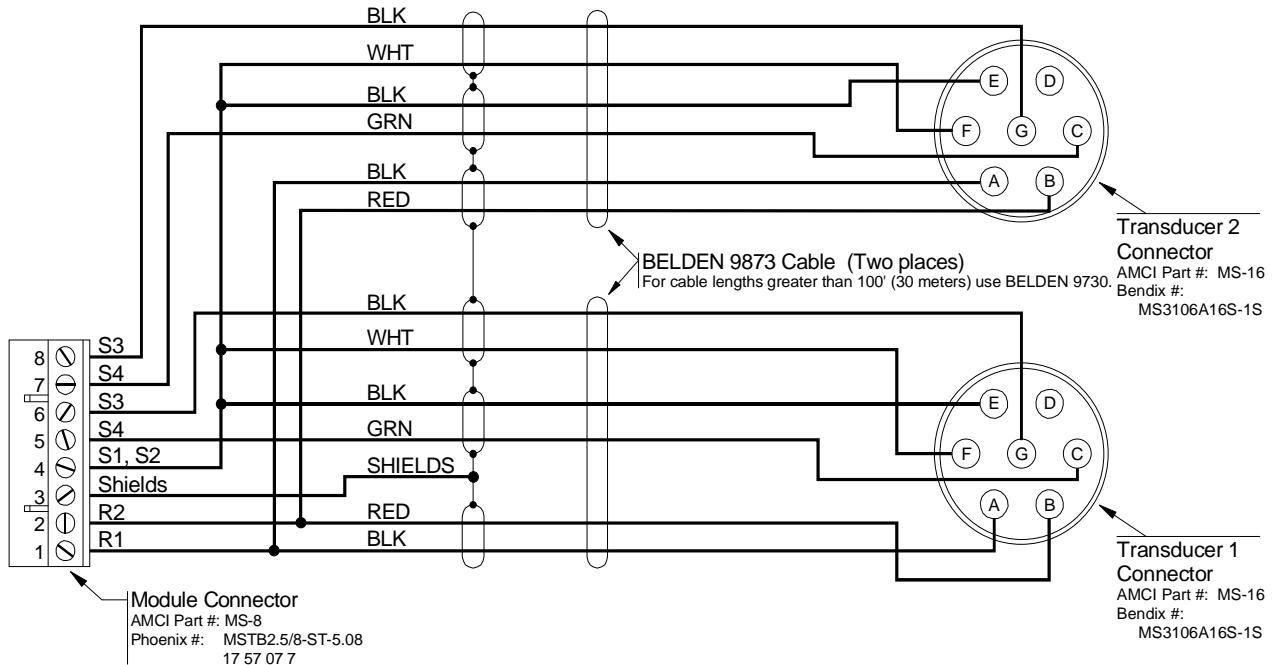 BLK
WHT
BLK
GRN
BLK
RED
E
D
F
G
C
A
B
Transducer 2
Connector
AMCI Part #: MS-16
Bendix #:
MS3106A16S-1S
BELDEN 9873 Cable (Two places)
For cable lengths greater than 100' (30 meters) use BELDEN 9730.
BLK
WHT
BLK
GRN
SHIELDS
RED
BLK
8 S3
7 S4
6 S3
5 S4
4 S1, S2
3 Shields
2 R2
1 R1
E
D
F
G
C
A
B
Transducer 1
Connector
AMCI Part #: MS-16
Bendix #:
MS3106A16S-1S
Module Connector
AMCI Part #: MS-8
Phoenix #: MSTB2.5/8-ST-5.08
17 57 07 7